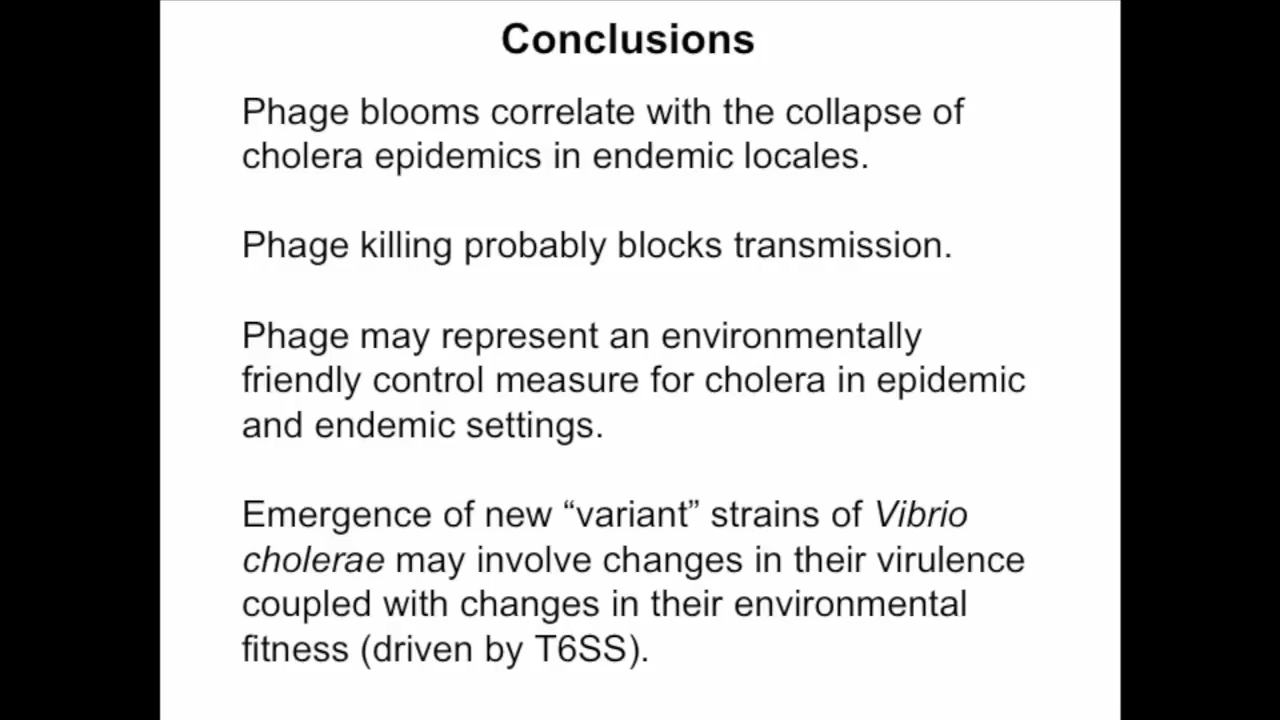 Conclusions
Phage blooms correlate with the collapse of
cholera epidemics in endemic locales.
Phage killing probably blocks transmission.
Phage may represent an environmentally
friendly control measure for cholera in epidemic
and endemic settings.
Emergence of new “variant” strains of Vibrio
cholerae may involve changes in their virulence
coupled with changes in their environmental
fitness (driven by T6SS).